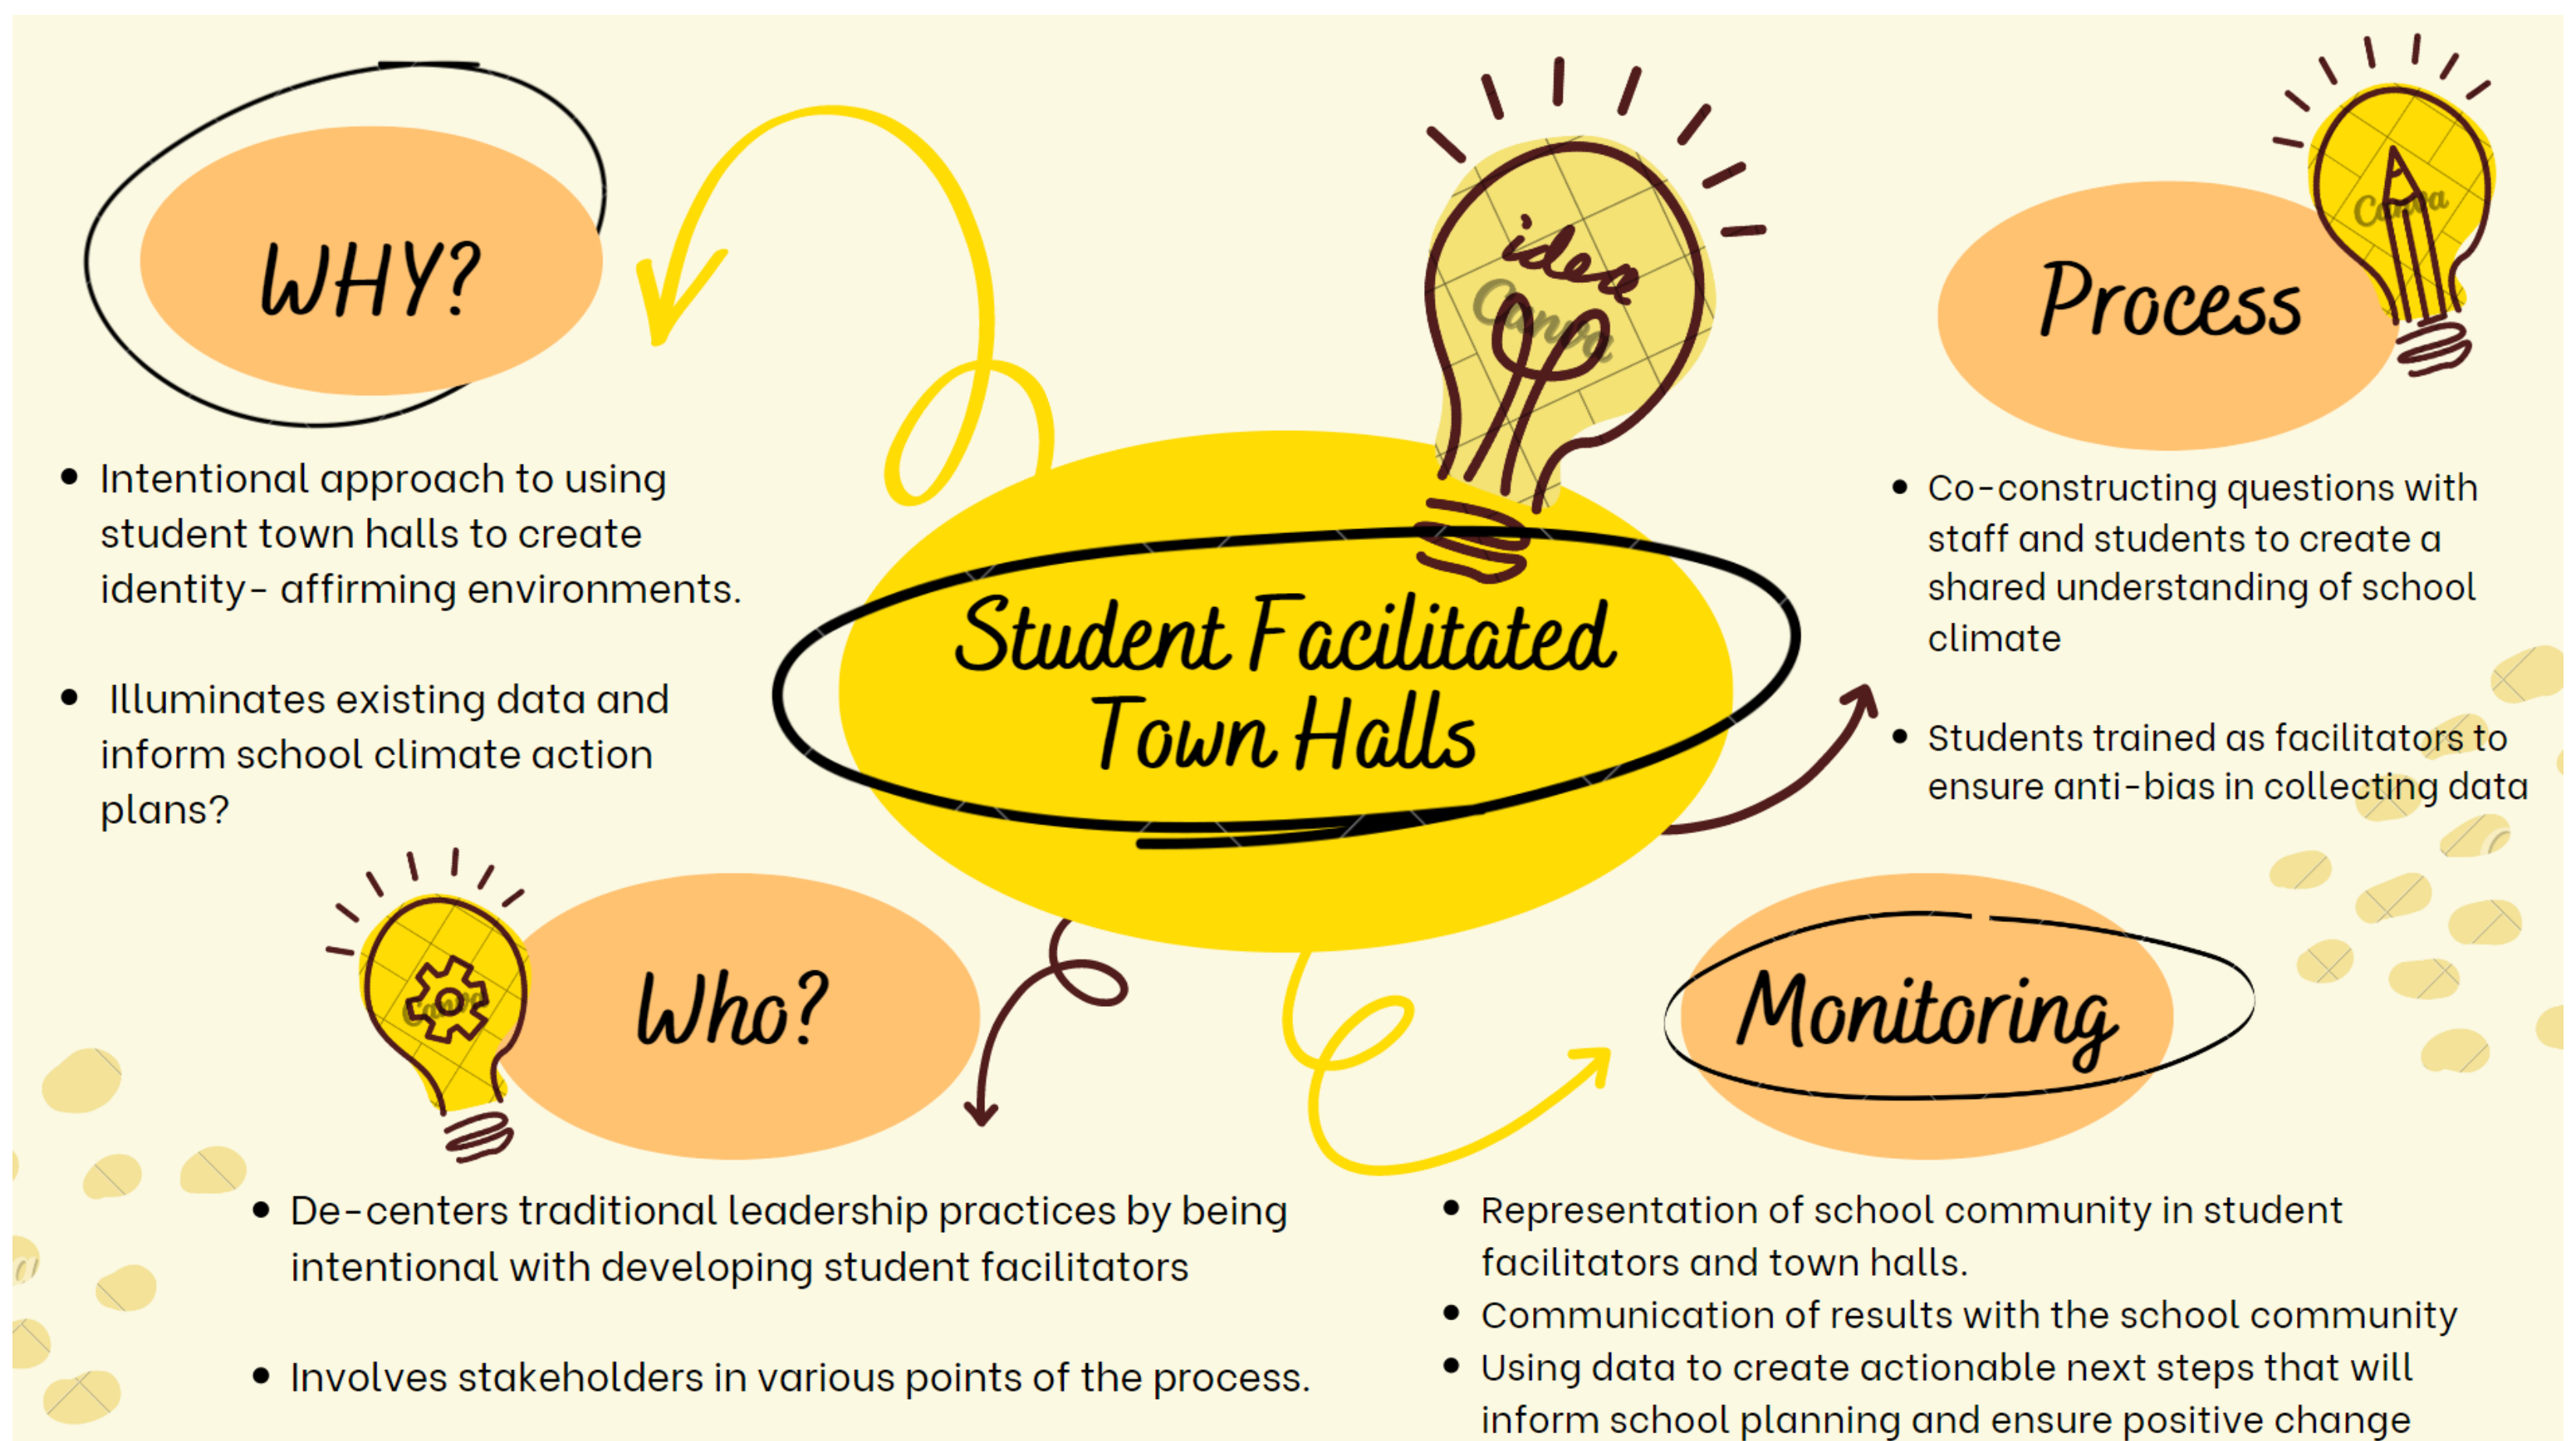 WHY?
Intentional approach to using
student town halls to create
identity- affirming environments.
Illuminates existing data and
inform school climate action
plans?
idea
Canva
Student Facilitated
Town Halls
Process
Canva
Co-constructing questions with
staff and students to create a
shared understanding of school
climate
Students trained as facilitators to
ensure anti-bias in collecting data
Who?
Canva
De-centers traditional leadership practices by being
intentional with developing student facilitators
Involves stakeholders in various points of the process.
Monitoring
Representation of school community in student
facilitators and town halls.
Communication of results with the school community
Using data to create actionable next steps that will
inform school planning and ensure positive change